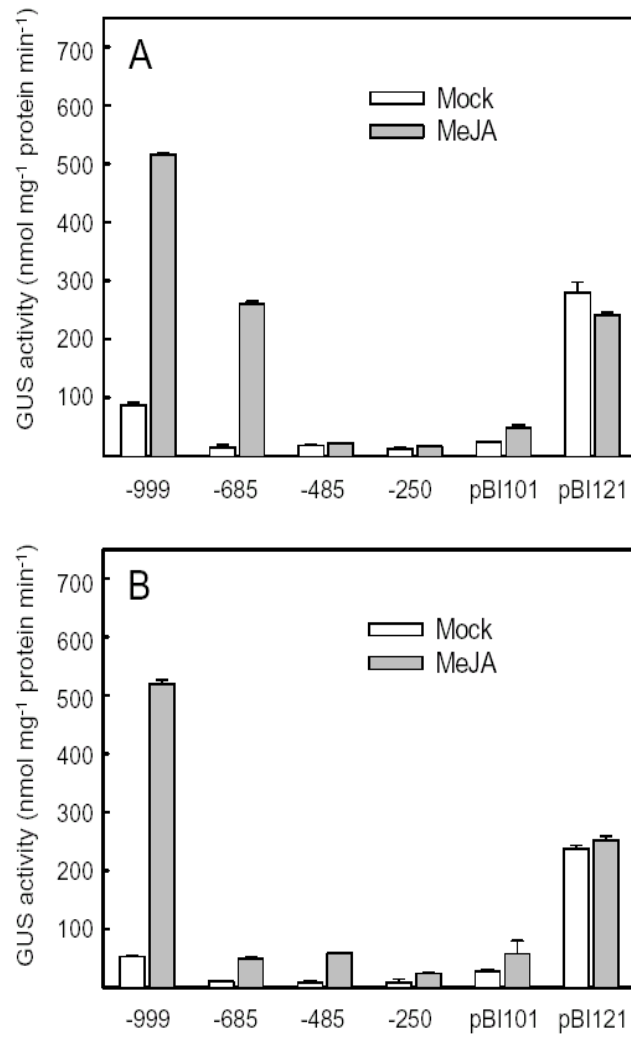 A
GUS activity (nmol mg⁻¹ protein min⁻¹)
700
600
500
400
300
200
100
Mock
MeJA
-999 -685 -485 -250 pBI101 pBI121
B
GUS activity (nmol mg⁻¹ protein min⁻¹)
700
600
500
400
300
200
100
Mock
MeJA
-999 -685 -485 -250 pBI101 pBI121